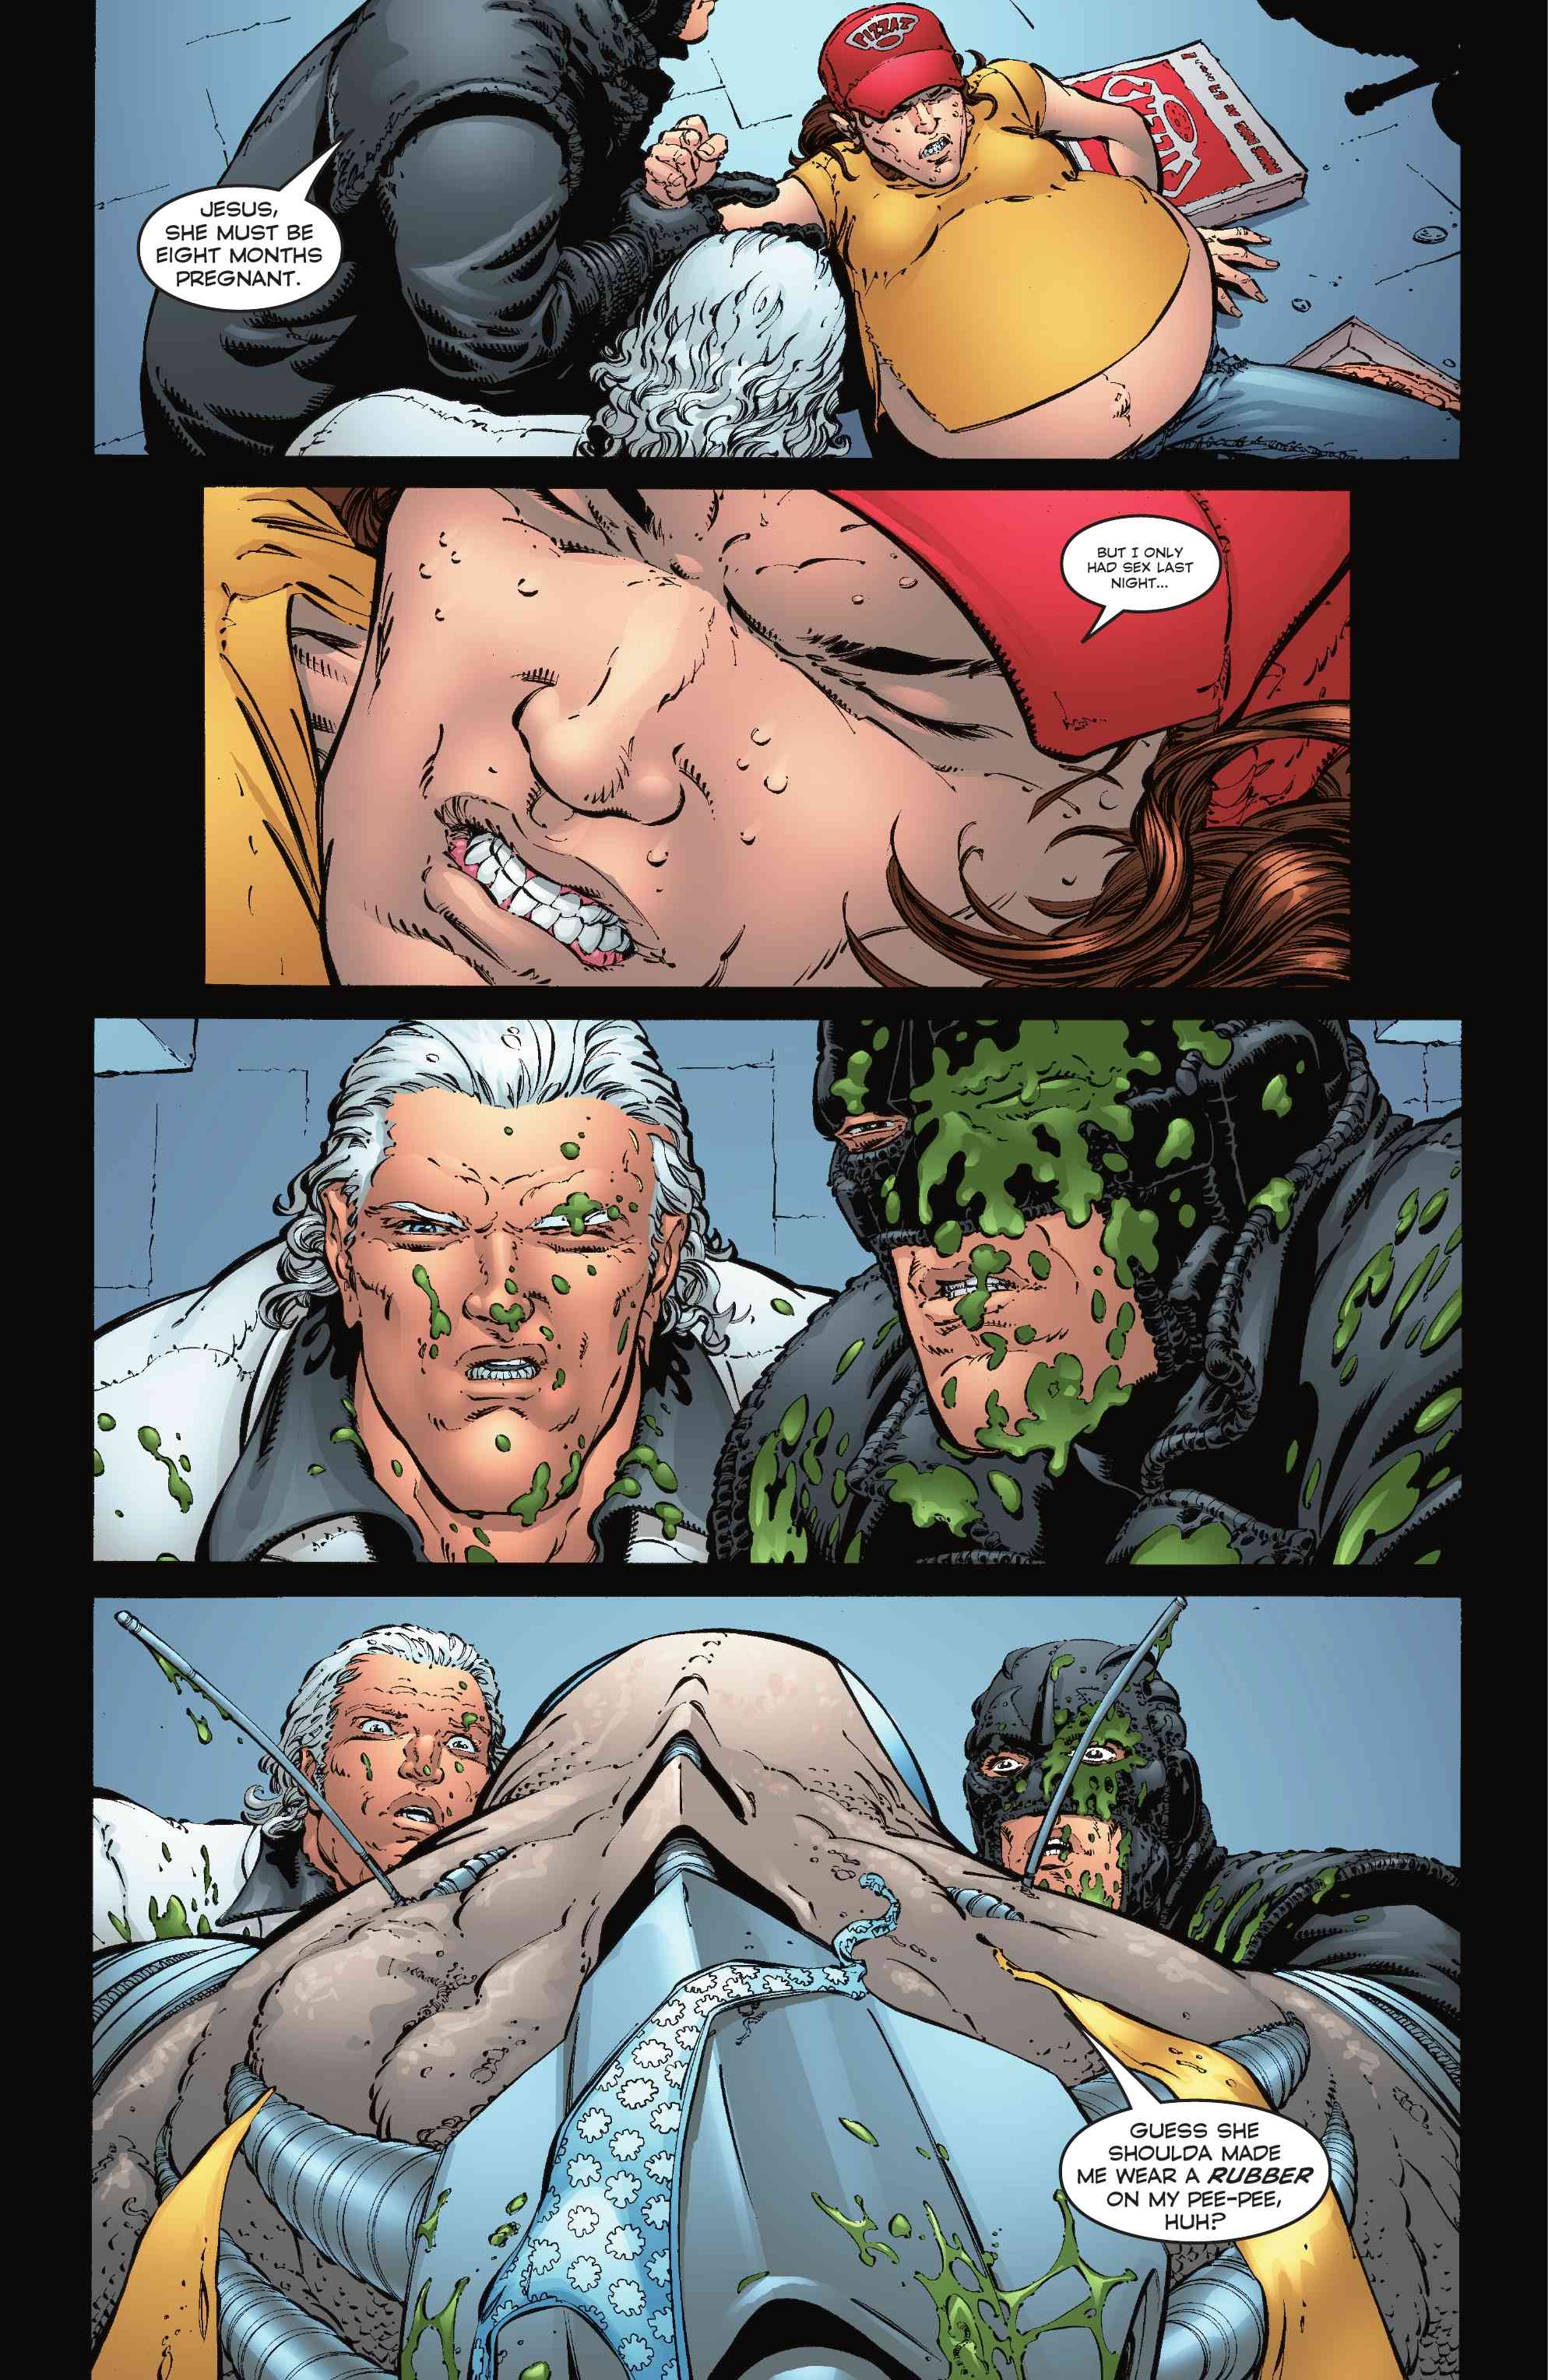 PIZZAZ
JESUS,
SHE MUST BE
EIGHT MONTHS
PREGNANT.
BUT I ONLY
HAD SEX LAST
NIGHT...
GUESS SHE
SHOULDA MADE
ME WEAR A RUBBER
ON MY PEE-PEE,
HUH?